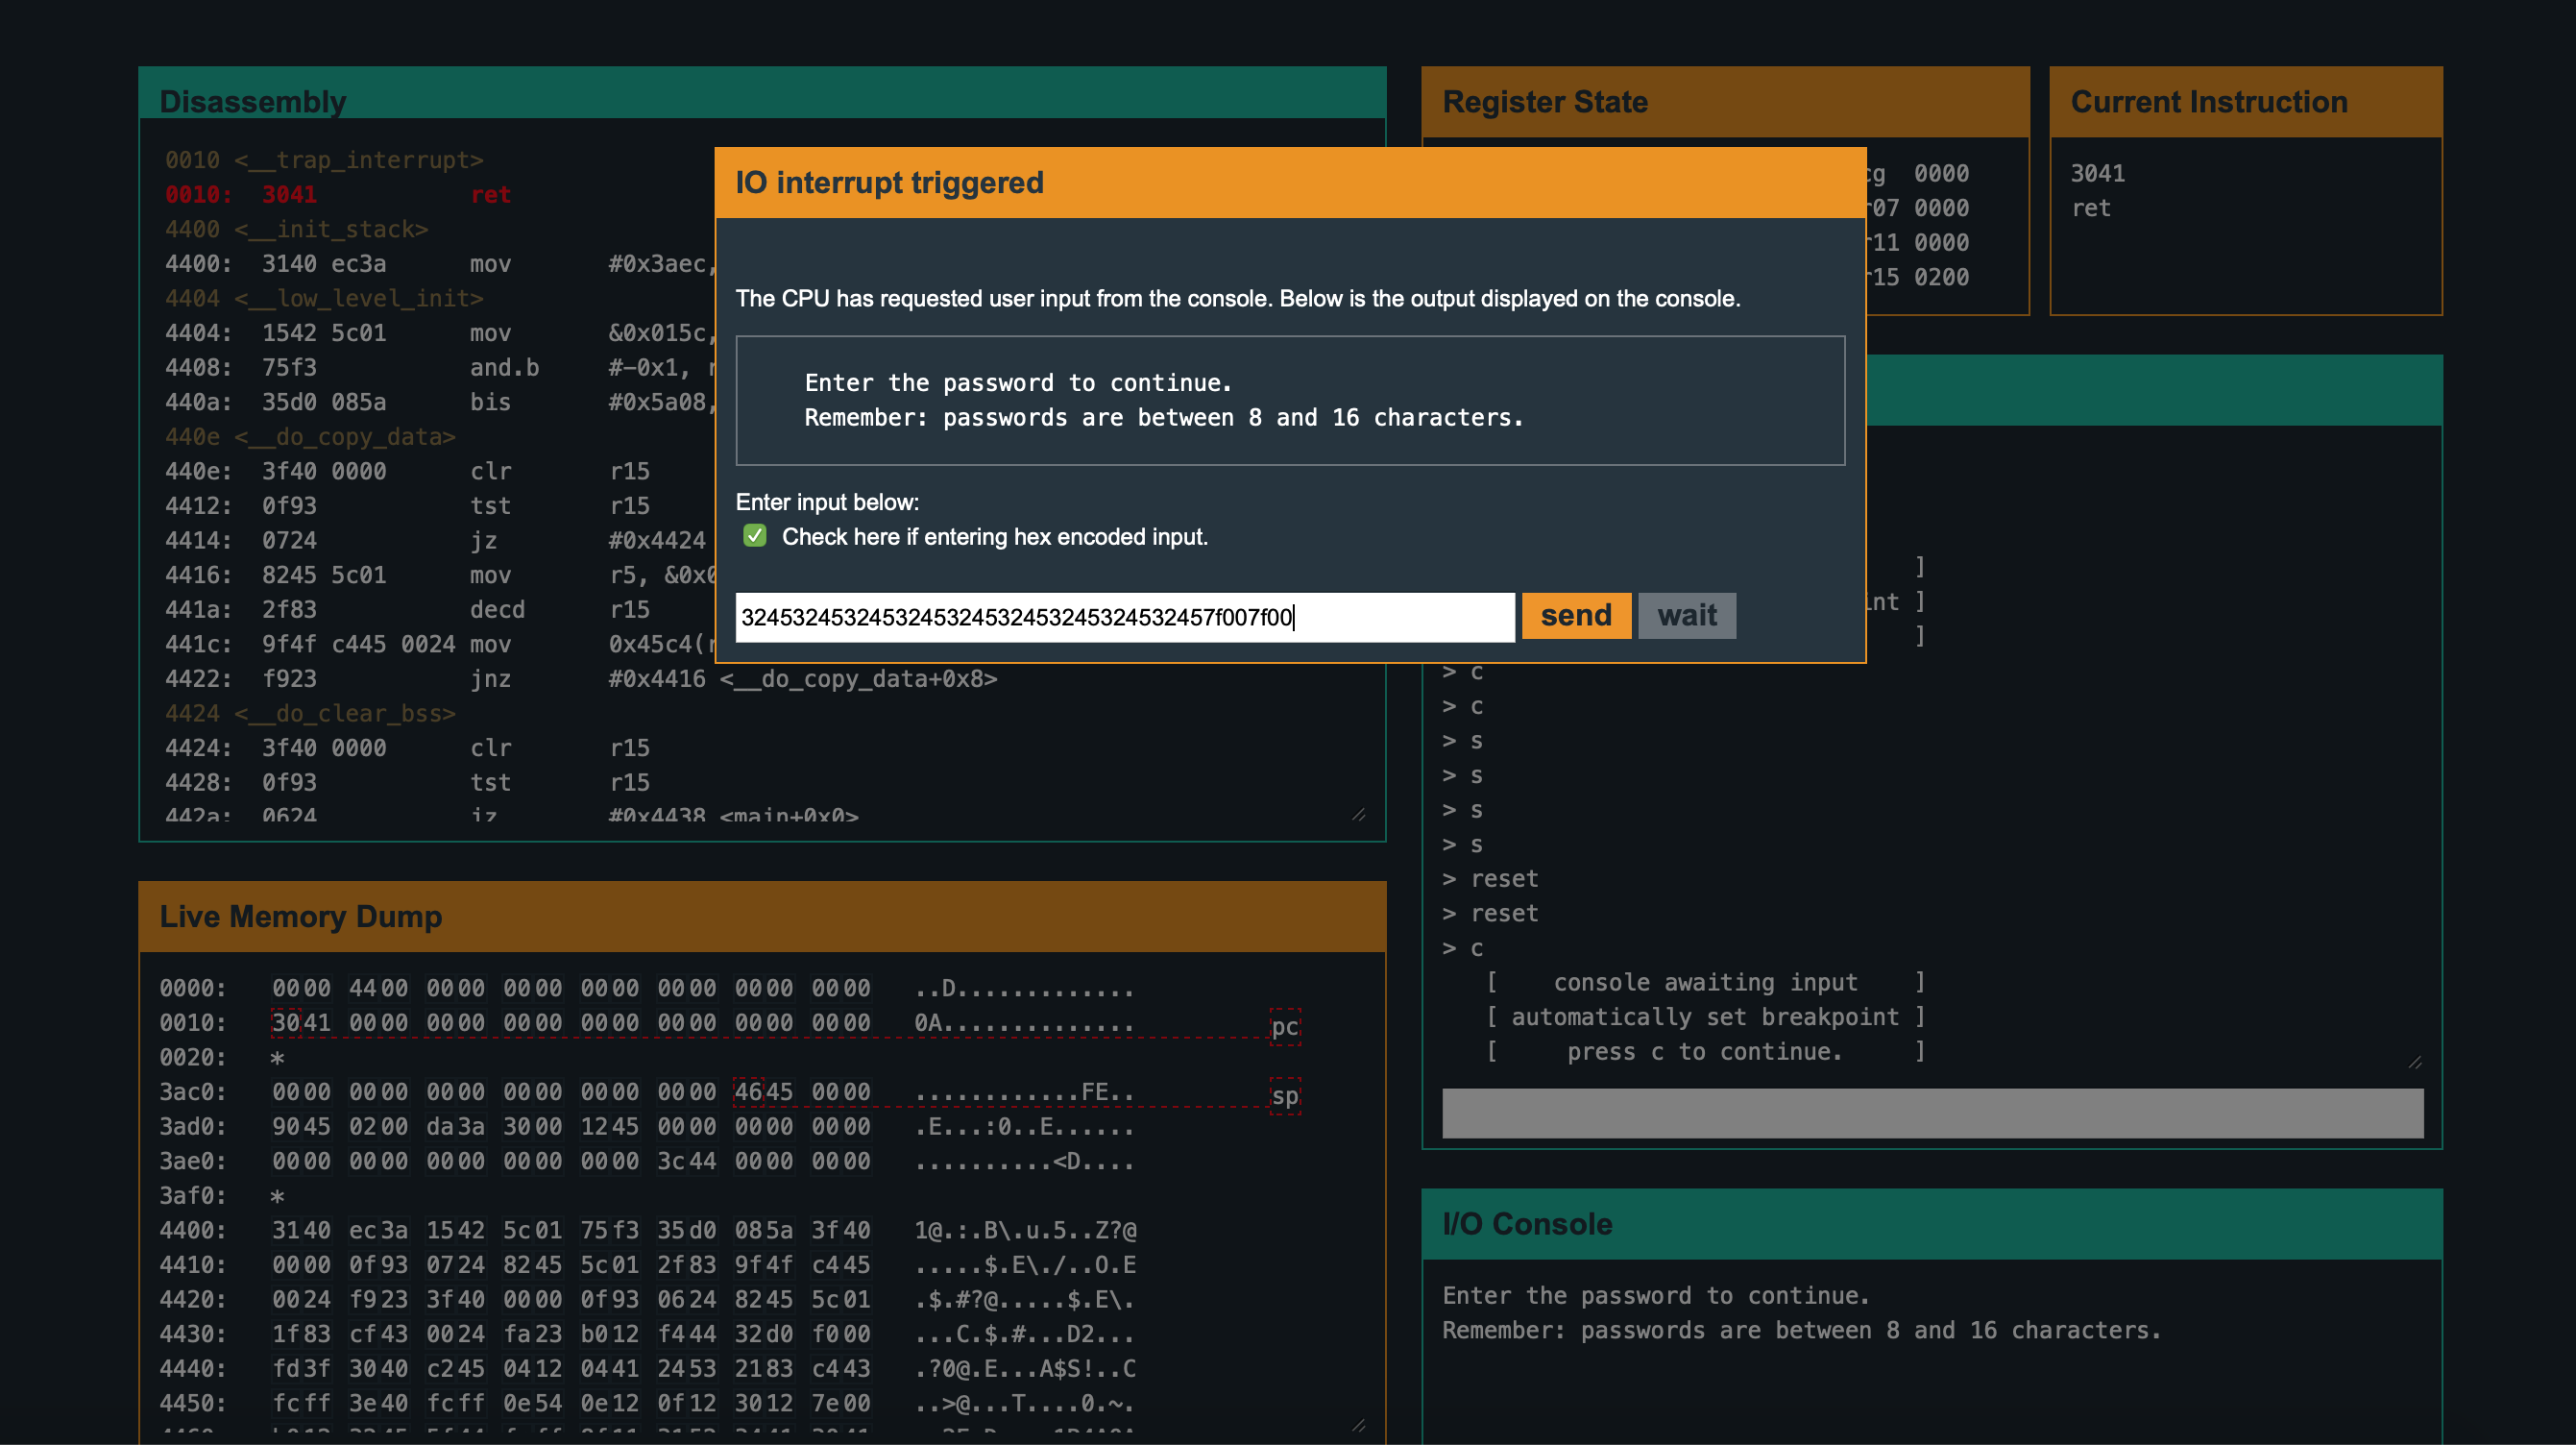 Disassembly
0010 <__trap_interrupt>
0010: 3041 ret
4400 <__init_stack>
4400: 3140 ec3a mov #0x3aec,
4404 <__low_level_init>
4404: 1542 5c01 mov &0x015c,
4408: 75f3 and.b #-0x1,
440a: 35d0 085a bis #0x5a08,
440e <__do_copy_data>
440e: 3f40 0000 clr r15
4412: 0f93 tst r15
4414: 0724 jz #0x4424
4416: 8245 5c01 mov r5, &0x0
441a: 2f83 decd r15
441c: 9f4f c445 0024 mov 0x45c4(r
4422: f923 jnz #0x4416 <__do_copy_data+0x8>
4424 <__do_clear_bss>
4424: 3f40 0000 clr r15
4428: 0f93 tst r15
442a: 0624 jz #0x4438 <main+0x0>
IO interrupt triggered
The CPU has requested user input from the console. Below is the output displayed on the console.
Enter the password to continue.
Remember: passwords are between 8 and 16 characters.
Enter input below:
Check here if entering hex encoded input.
3245324532453245324532453245324532457f007f00
send wait
Register State
cg 0000
r07 0000
r11 0000
r15 0200
Current Instruction
3041
ret
]
int ]
]
> c
> c
> s
> s
> s
> s
> reset
> reset
> c
[ console awaiting input ]
[ automatically set breakpoint ]
[ press c to continue. ]
Live Memory Dump
0000: 0000 4400 0000 0000 0000 0000 0000 0000 ..D.............
0010: 3041 0000 0000 0000 0000 0000 0000 0000 0A.............. pc
0020: *
3ac0: 0000 0000 0000 0000 0000 0000 4645 0000 ............FE.. sp
3ad0: 9045 0200 da3a 3000 1245 0000 0000 0000 .E...:0..E......
3ae0: 0000 0000 0000 0000 0000 3c44 0000 0000 ..........<D....
3af0: *
4400: 3140 ec3a 1542 5c01 75f3 35d0 085a 3f40 1@.:.B\.u.5..Z?@
4410: 0000 0f93 0724 8245 5c01 2f83 9f4f c445 .....$.E\./..O.E
4420: 0024 f923 3f40 0000 0f93 0624 8245 5c01 .$.#?@.....$.E\.
4430: 1f83 cf43 0024 fa23 b012 f444 32d0 f000 ...C.$.#...D2...
4440: fd3f 3040 c245 0412 0441 2453 2183 c443 .?0@.E...A$S!..C
4450: fcff 3e40 fcff 0e54 0e12 0f12 3012 7e00 ..>@...T....0.~.
I/O Console
Enter the password to continue.
Remember: passwords are between 8 and 16 characters.